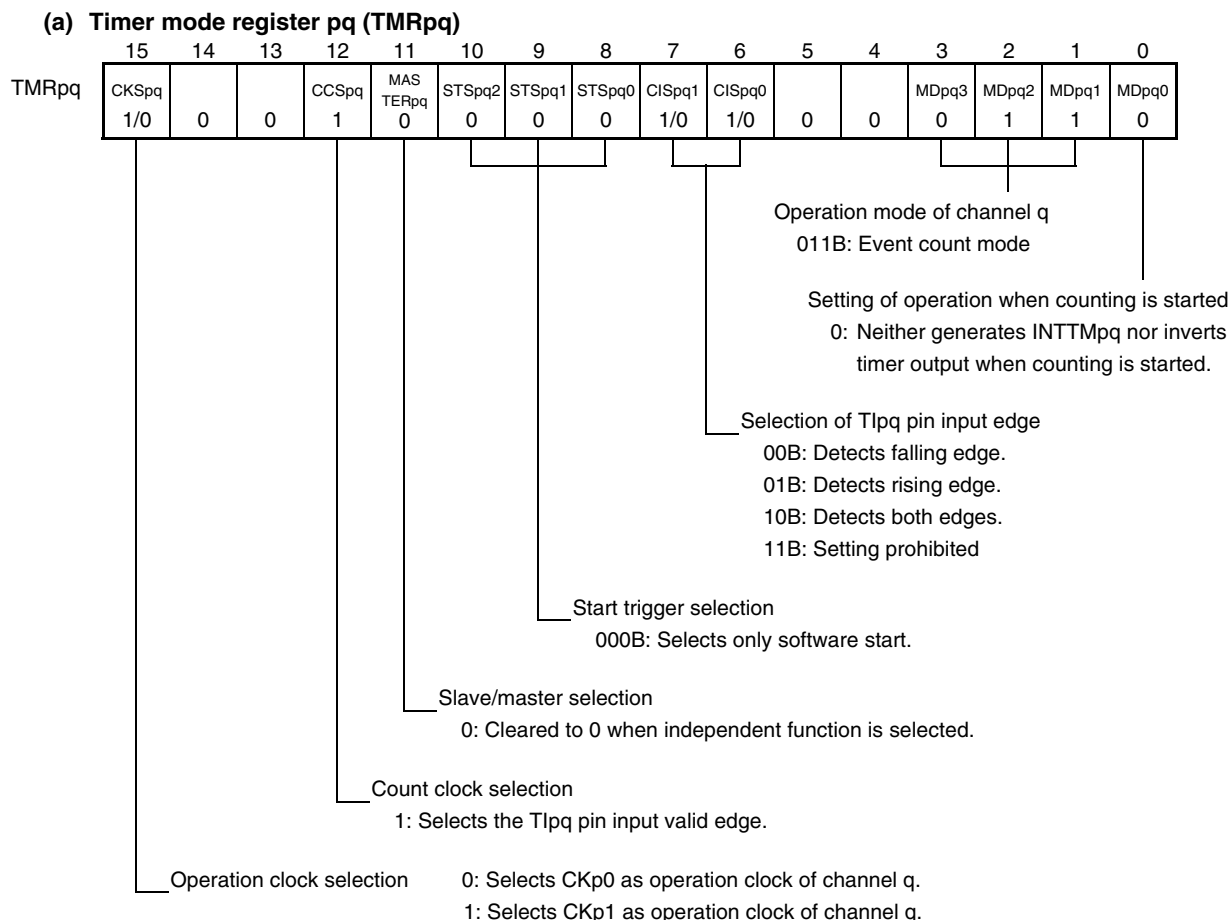 (a) Timer mode register pq (TMRpq)
15 14 13 12 11 10 9 8 7 6 5 4 3 2 1 0
TMRpq CKSpq CCSpq MAS TERpq STSpq2 STSpq1 STSpq0 CISpq1 CISpq0 MDpq3 MDpq2 MDpq1 MDpq0
1/0 0 0 1 0 0 0 0 1/0 1/0 0 0 0 1 1 0
Operation mode of channel q
011B: Event count mode
Setting of operation when counting is started
0: Neither generates INTTMpq nor inverts
timer output when counting is started.
Selection of TIpq pin input edge
00B: Detects falling edge.
01B: Detects rising edge.
10B: Detects both edges.
11B: Setting prohibited
Start trigger selection
000B: Selects only software start.
Slave/master selection
0: Cleared to 0 when independent function is selected.
Count clock selection
1: Selects the TIpq pin input valid edge.
Operation clock selection 0: Selects CKp0 as operation clock of channel q.
1: Selects CKp1 as operation clock of channel q.